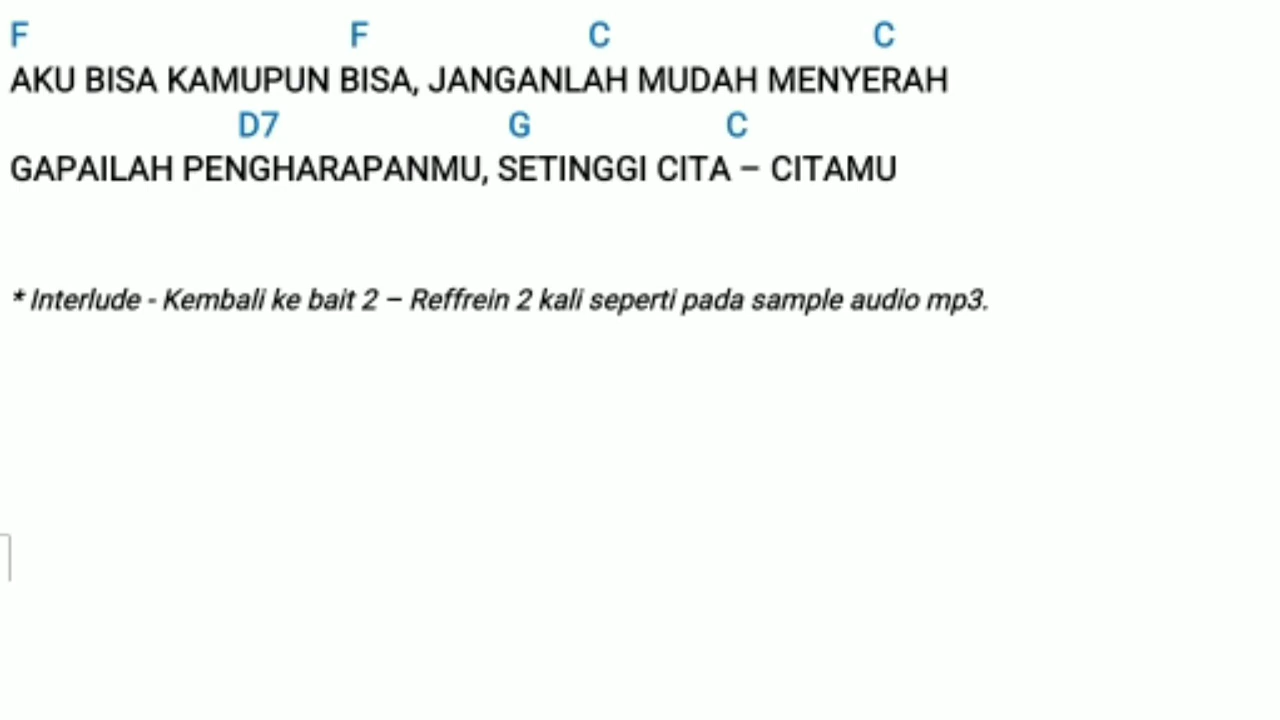 F F C C
AKU BISA KAMUPUN BISA, JANGANLAH MUDAH MENYERAH
D7 G C
GAPAILAH PENGHARAPANMU, SETINGGI CITA – CITAMU
* Interlude - Kembali ke bait 2 – Reffrein 2 kali seperti pada sample audio mp3.